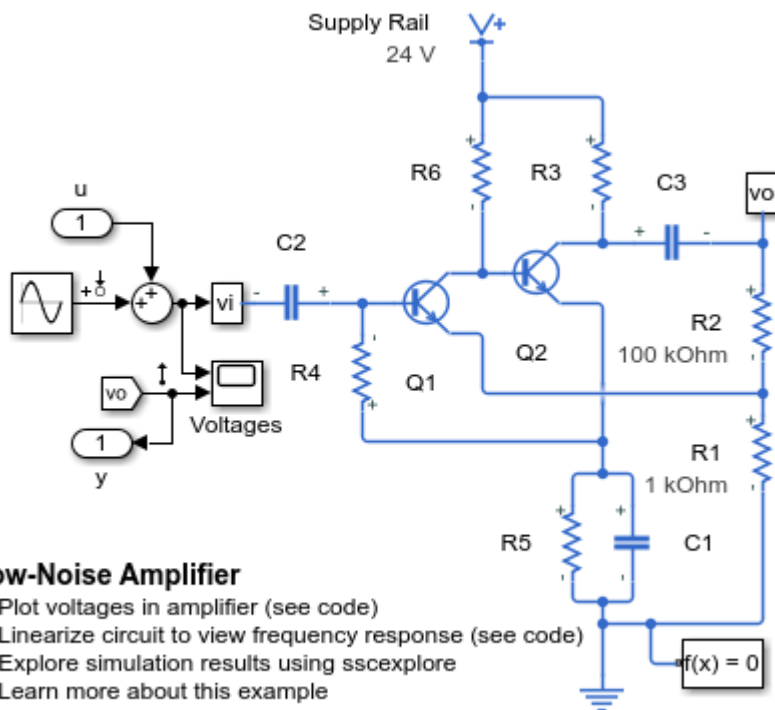 Supply Rail
24 V
R6
R3
C3
vo
u
1
C2
vi
R4
Q1
Q2
R2
100 kOhm
vo
Voltages
1
y
R1
1 kOhm
R5
C1
ow-Noise Amplifier
Plot voltages in amplifier (see code)
Linearize circuit to view frequency response (see code)
Explore simulation results using sscexplore
Learn more about this example
f(x) = 0